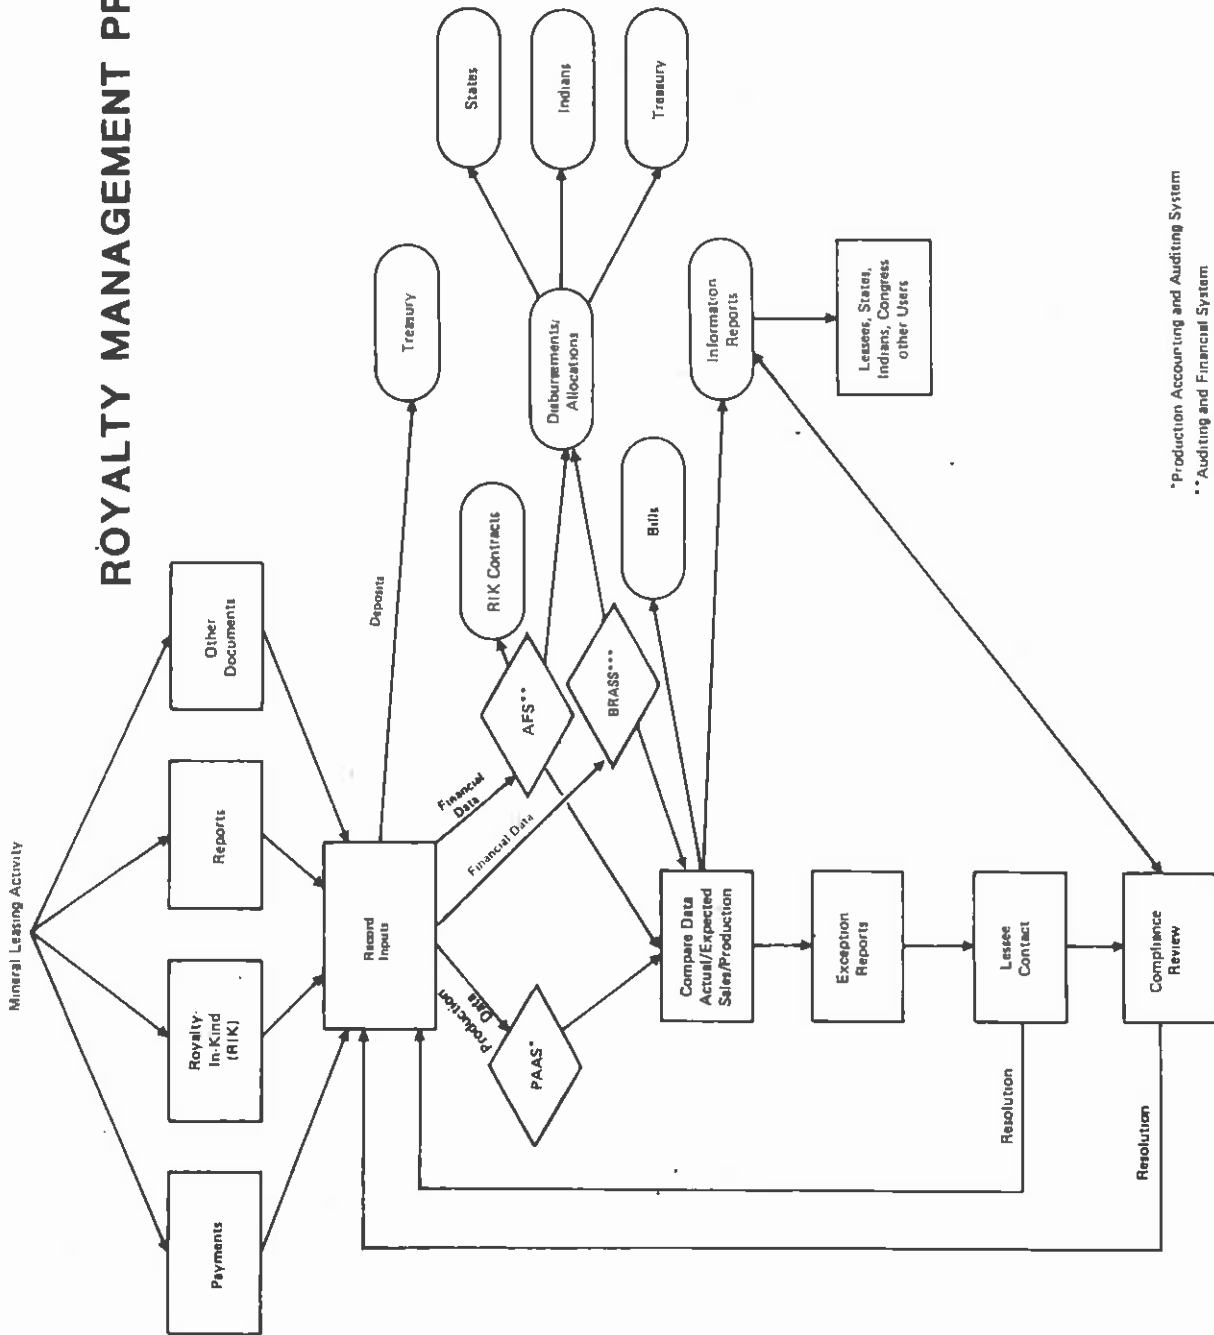 ROYALTY MANAGEMENT PR
Mineral Leasing Activity
Payments
Royalty-
In-Kind
(RIK)
Reports
Other
Documents
Record
Inputs
Deposits
Treasury
Production
Data
Financial
Data
Financial Data
PAAS*
AFS**
BRASS***
RIK Contracts
Disbursements/
Allocations
States
Indians
Treasury
Bills
Compare Data
Actual/Expected
Sales/Production
Information
Reports
Exception
Reports
Lessees, States,
Indians, Congress
other Users
Lessee
Contact
Resolution
Compliance
Review
Resolution
*Production Accounting and Auditing System
**Auditing and Financial System